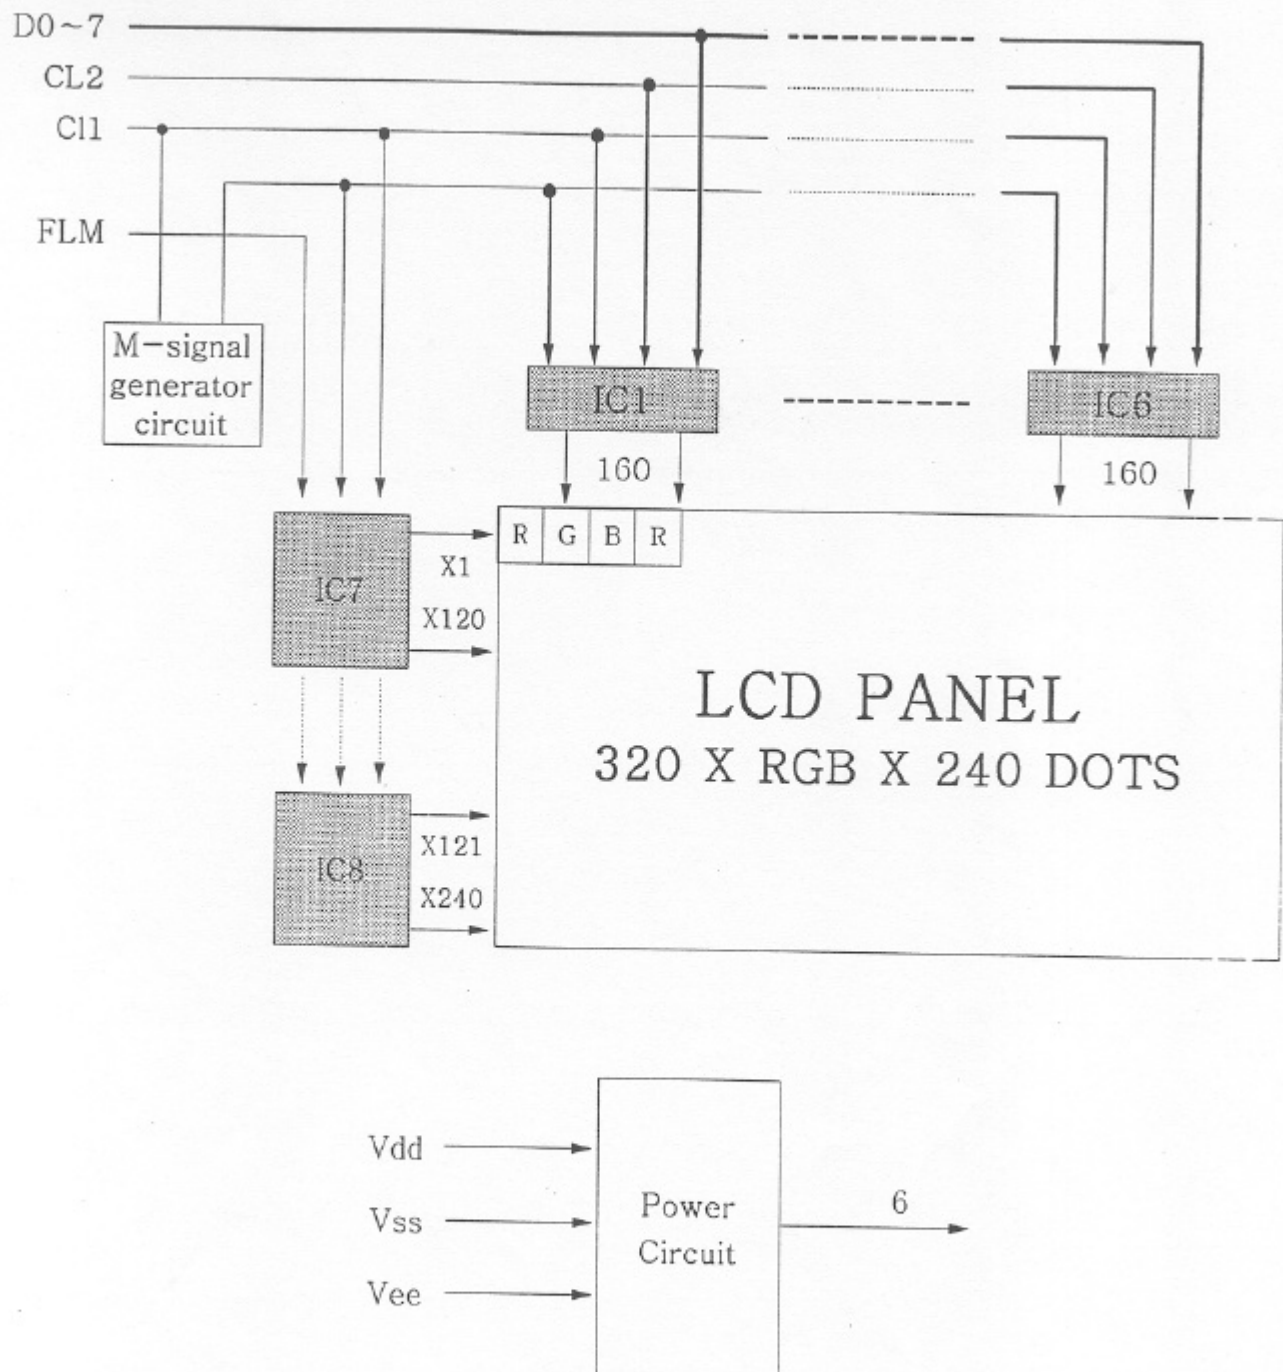 D0~7
CL2
Cl1
FLM
M-signal
generator
circuit
IC1
IC6
160
160
R G B R
IC7
X1
X120
LCD PANEL
320 X RGB X 240 DOTS
IC8
X121
X240
Vdd
Vss
Vee
Power
Circuit
6